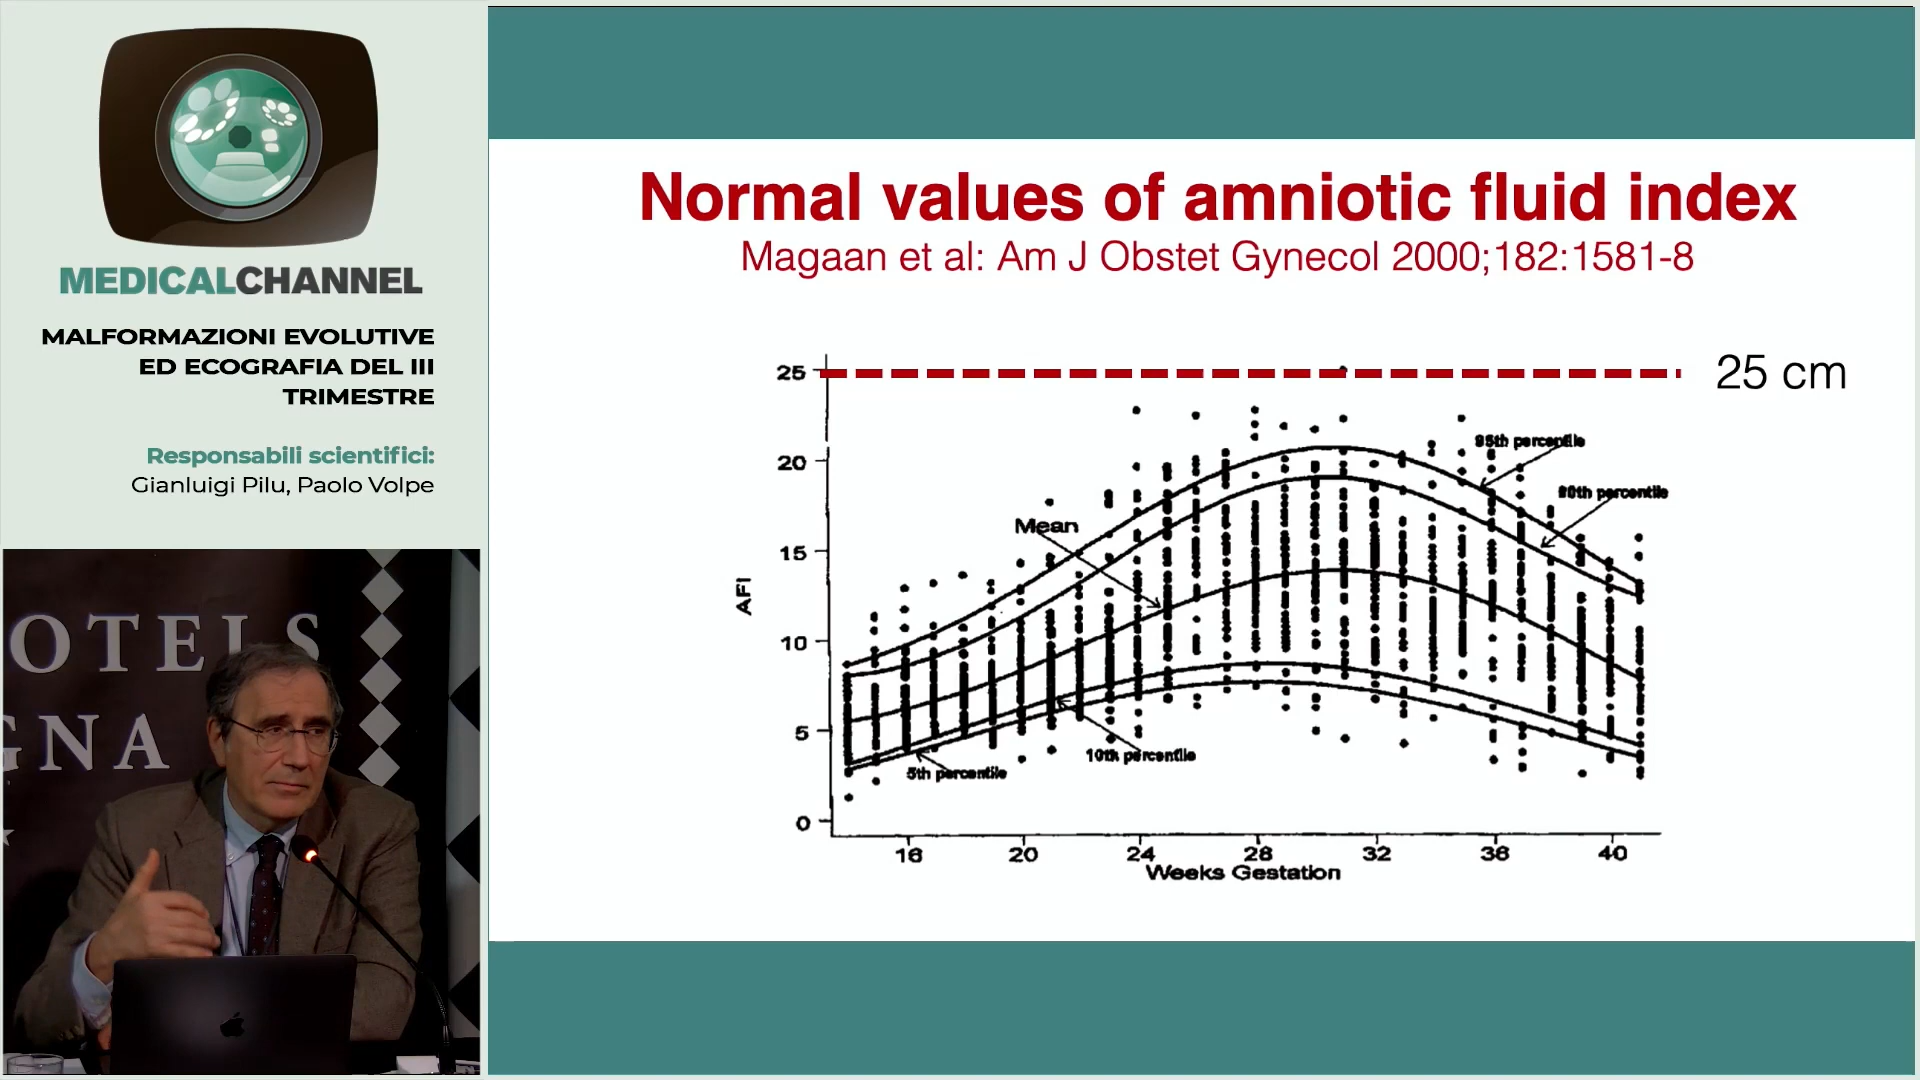 MEDICALCHANNEL
MALFORMAZIONI EVOLUTIVE
ED ECOGRAFIA DEL III
TRIMESTRE
Responsabili scientifici:
Gianluigi Pilu, Paolo Volpe
OTELS
GNA
Normal values of amniotic fluid index
Magaan et al: Am J Obstet Gynecol 2000;182:1581-8
25 cm
25
20
15
10
5
0
AFI
95th percentile
90th percentile
Mean
10th percentile
5th percentile
16 20 24 28 32 36 40
Weeks Gestation